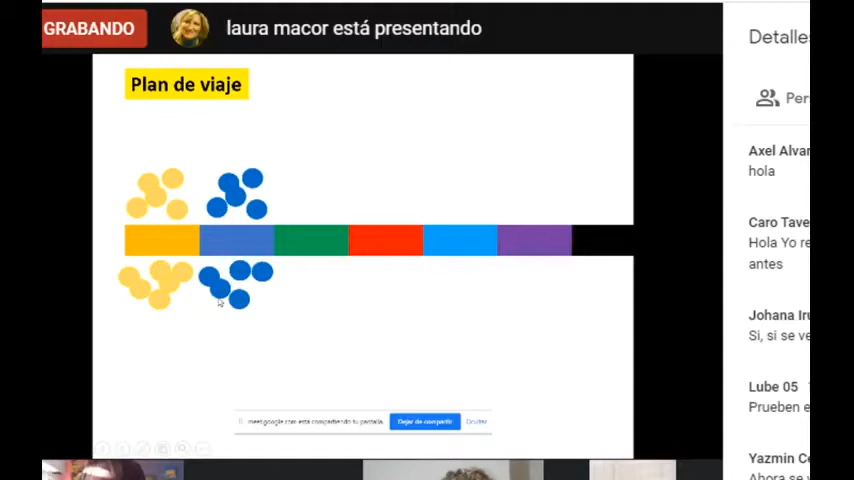 GRABANDO
laura macor está presentando
Plan de viaje
meet.google.com está compartiendo tu pantalla.
Dejar de compartir
Ocultar
Detalle
Per
Axel Alvar
hola
Caro Tave
Hola Yo re
antes
Johana Iru
Si, si se ve
Lube 05
Prueben e
Yazmin Ce
Ahora se v